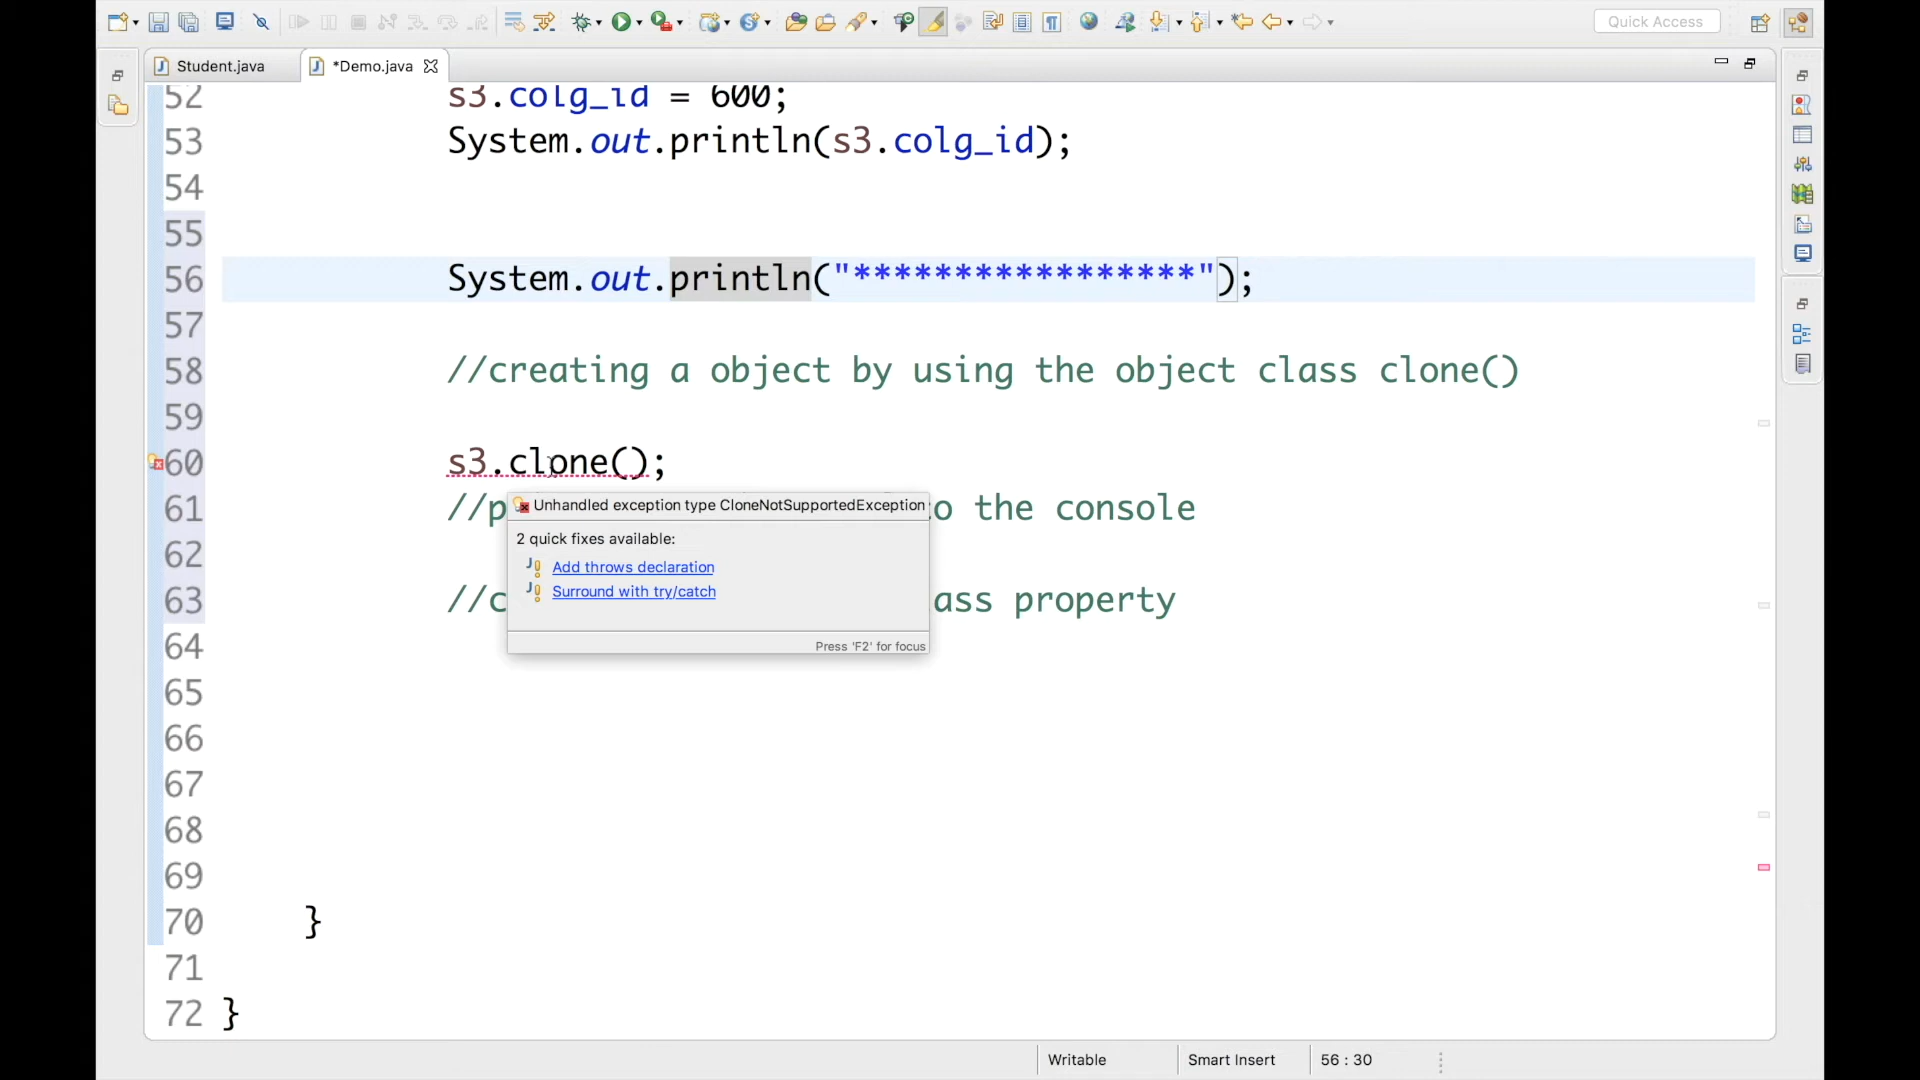 Quick Access
Student.java
*Demo.java
52 s3.colg_id = 600;
53 System.out.println(s3.colg_id);
54
55
56 System.out.println("*****************");
57
58 //creating a object by using the object class clone()
59
60 s3.clone();
61 //p o the console
Unhandled exception type CloneNotSupportedException
2 quick fixes available:
62
Add throws declaration
Surround with try/catch
63 //c ass property
Press 'F2' for focus
64
65
66
67
68
69
70 }
71
72 }
Writable
Smart Insert
56 : 30